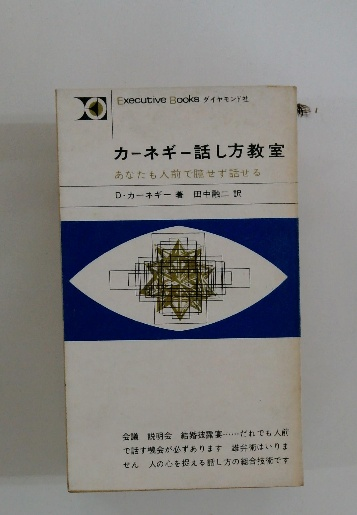 Executive Books ダイヤモンド社
カーネギー話し方教室
あなたも人前で臆せず話せる
D・カーネギー 著 田中融二 訳
会議 説明会 結婚披露宴……だれでも人前
で話す機会が必ずあります 雄弁術はいりま
せん 人の心を捉える話し方の綜合技術です